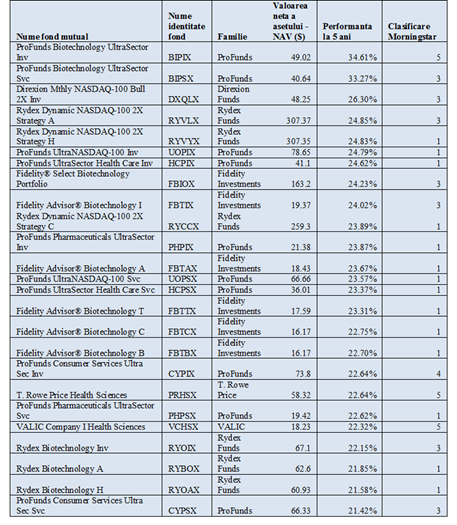 Nume fond mutual
Nume
identitate
fond
Familie
Valoarea
neta a
asetului -
NAV ($)
Performanta
la 5 ani
Clasificare
Morningstar
ProFunds Biotechnology UltraSector
Inv
BIPIX
ProFunds
49.02
34.61%
5
ProFunds Biotechnology UltraSector
Svc
BIPSX
ProFunds
40.64
33.27%
3
Direxion Mthly NASDAQ-100 Bull
2X Inv
DXQLX
Direxion
Funds
48.25
26.30%
3
Rydex Dynamic NASDAQ-100 2X
Strategy A
RYVLX
Rydex
Funds
307.37
24.85%
3
Rydex Dynamic NASDAQ-100 2X
Strategy H
RYVYX
Rydex
Funds
307.35
24.83%
1
ProFunds UltraNASDAQ-100 Inv
UOPIX
ProFunds
78.65
24.79%
1
ProFunds UltraSector Health Care Inv
HCPIX
ProFunds
41.1
24.62%
1
Fidelity® Select Biotechnology
Portfolio
FBIOX
Fidelity
Investments
163.2
24.23%
3
Fidelity Advisor® Biotechnology I
FBTIX
Fidelity
Investments
19.37
24.02%
3
Rydex Dynamic NASDAQ-100 2X
Strategy C
RYCCX
Rydex
Funds
259.3
23.89%
1
ProFunds Pharmaceuticals UltraSector
Inv
PHPIX
ProFunds
21.38
23.87%
1
Fidelity Advisor® Biotechnology A
FBTAX
Fidelity
Investments
18.43
23.67%
1
ProFunds UltraNASDAQ-100 Svc
UOPSX
ProFunds
66.66
23.57%
1
ProFunds UltraSector Health Care Svc
HCPSX
ProFunds
36.01
23.37%
1
Fidelity Advisor® Biotechnology T
FBTTX
Fidelity
Investments
17.59
23.31%
1
Fidelity Advisor® Biotechnology C
FBTCX
Fidelity
Investments
16.17
22.75%
1
Fidelity Advisor® Biotechnology B
FBTBX
Fidelity
Investments
16.17
22.70%
1
ProFunds Consumer Services Ultra
Sec Inv
CYPIX
ProFunds
73.8
22.64%
4
T. Rowe Price Health Sciences
PRHSX
T. Rowe
Price
58.32
22.64%
5
ProFunds Pharmaceuticals UltraSector
Svc
PHPSX
ProFunds
19.42
22.62%
1
VALIC Company I Health Sciences
VCHSX
VALIC
18.23
22.32%
5
Rydex Biotechnology Inv
RYOIX
Rydex
Funds
67.1
22.15%
3
Rydex Biotechnology A
RYBOX
Rydex
Funds
62.6
21.85%
1
Rydex Biotechnology H
RYOAX
Rydex
Funds
60.93
21.58%
1
ProFunds Consumer Services Ultra
Sec Svc
CYPSX
ProFunds
66.33
21.42%
3